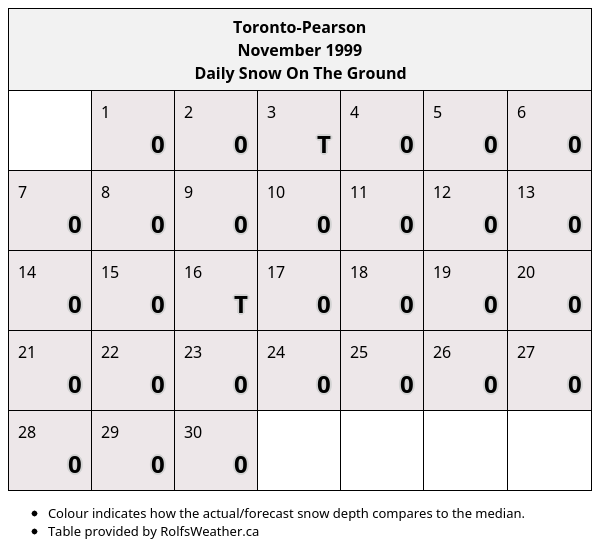 Toronto-Pearson
November 1999
Daily Snow On The Ground
1 2 3 4 5 6
0 0 T 0 0 0
7 8 9 10 11 12 13
0 0 0 0 0 0 0
14 15 16 17 18 19 20
0 0 T 0 0 0 0
21 22 23 24 25 26 27
0 0 0 0 0 0 0
28 29 30
0 0 0
• Colour indicates how the actual/forecast snow depth compares to the median.
• Table provided by RolfsWeather.ca